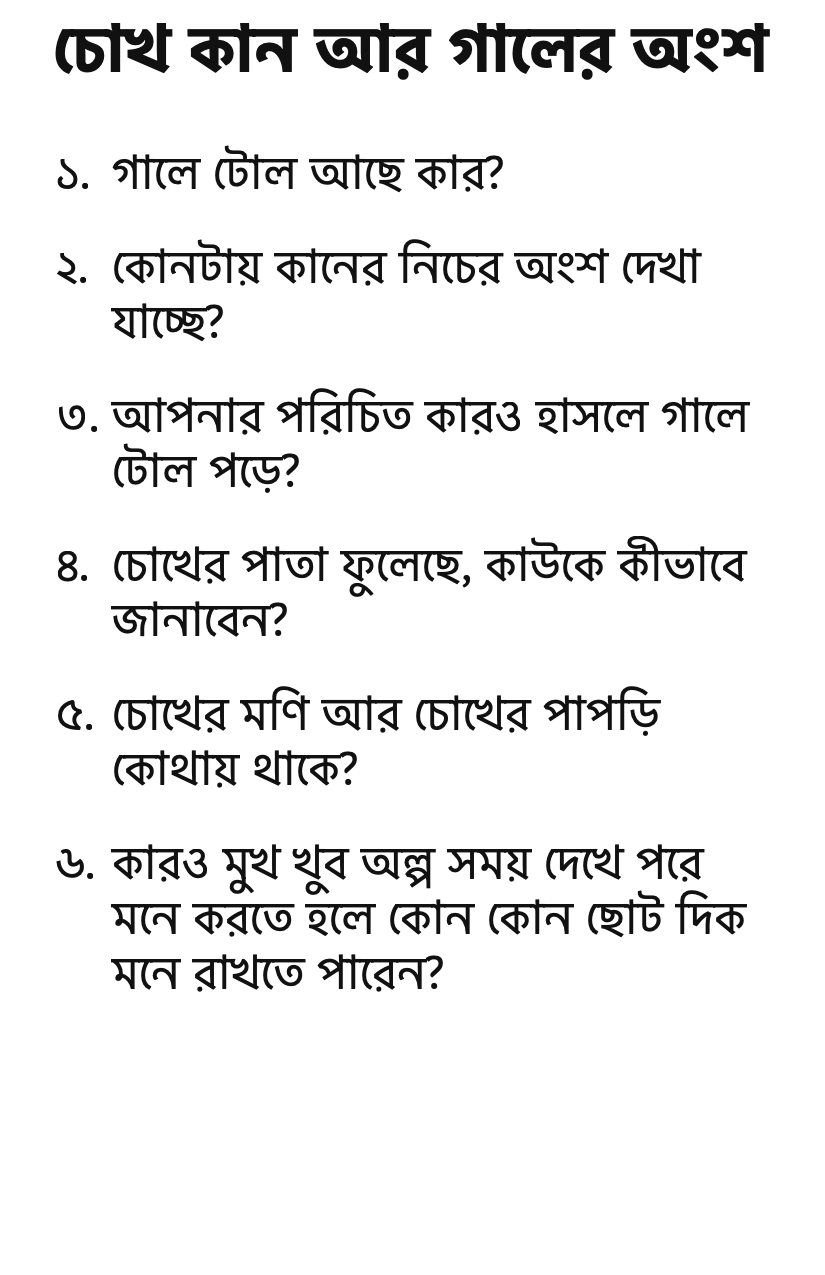 চোখ কান আর গালের অংশ
১. গালে টোল আছে কার?
২. কোনটায় কানের নিচের অংশ দেখা
যাচ্ছে?
৩. আপনার পরিচিত কারও হাসলে গালে
টোল পড়ে?
৪. চোখের পাতা ফুলেছে, কাউকে কীভাবে
জানাবেন?
৫. চোখের মণি আর চোখের পাপড়ি
কোথায় থাকে?
৬. কারও মুখ খুব অল্প সময় দেখে পরে
মনে করতে হলে কোন কোন ছোট দিক
মনে রাখতে পারেন?